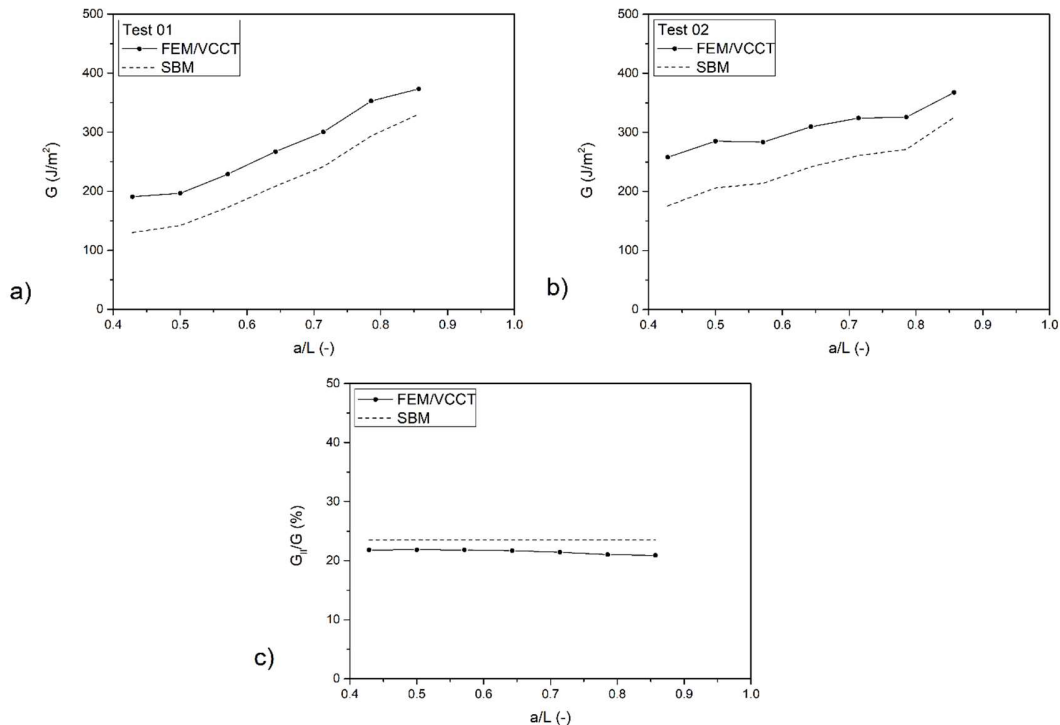 Test 01
FEM/VCCT
SBM
500
400
300
200
100
0
G (J/m²)
0.4 0.5 0.6 0.7 0.8 0.9 1.0
a/L (-)
a)
Test 02
FEM/VCCT
SBM
500
400
300
200
100
0
G (J/m²)
0.4 0.5 0.6 0.7 0.8 0.9 1.0
a/L (-)
b)
FEM/VCCT
SBM
50
40
30
20
10
0
G_II/G (%)
0.4 0.5 0.6 0.7 0.8 0.9 1.0
a/L (-)
c)